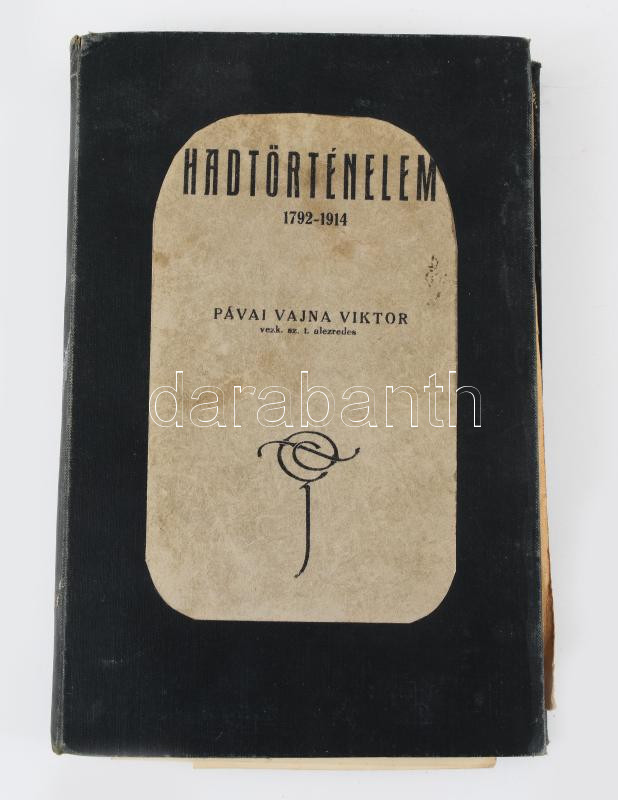 HADTÖRTÉNELEM
1792-1914
PÁVAI VAJNA VIKTOR
vezk. sz. t. alezredes
darabanth